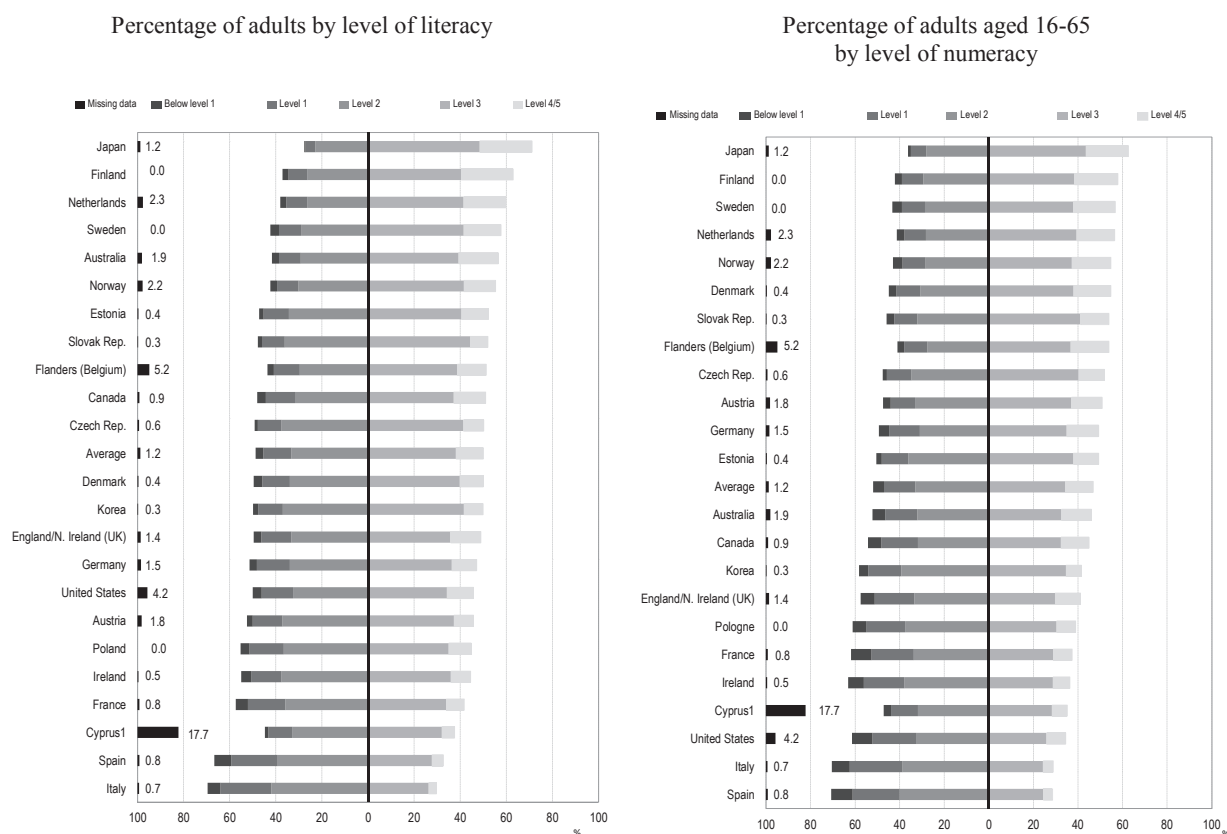 Percentage of adults by level of literacy
Missing data Below level 1 Level 1 Level 2 Level 3 Level 4/5
Japan 1.2
Finland 0.0
Netherlands 2.3
Sweden 0.0
Australia 1.9
Norway 2.2
Estonia 0.4
Slovak Rep. 0.3
Flanders (Belgium) 5.2
Canada 0.9
Czech Rep. 0.6
Average 1.2
Denmark 0.4
Korea 0.3
England/N. Ireland (UK) 1.4
Germany 1.5
United States 4.2
Austria 1.8
Poland 0.0
Ireland 0.5
France 0.8
Cyprus1 17.7
Spain 0.8
Italy 0.7
100 80 60 40 20 0 20 40 60 80 100
%
Percentage of adults aged 16-65
by level of numeracy
Missing data Below level 1 Level 1 Level 2 Level 3 Level 4/5
Japan 1.2
Finland 0.0
Sweden 0.0
Netherlands 2.3
Norway 2.2
Denmark 0.4
Slovak Rep. 0.3
Flanders (Belgium) 5.2
Czech Rep. 0.6
Austria 1.8
Germany 1.5
Estonia 0.4
Average 1.2
Australia 1.9
Canada 0.9
Korea 0.3
England/N. Ireland (UK) 1.4
Pologne 0.0
France 0.8
Ireland 0.5
Cyprus1 17.7
United States 4.2
Italy 0.7
Spain 0.8
100 80 60 40 20 0 20 40 60 80 100
%